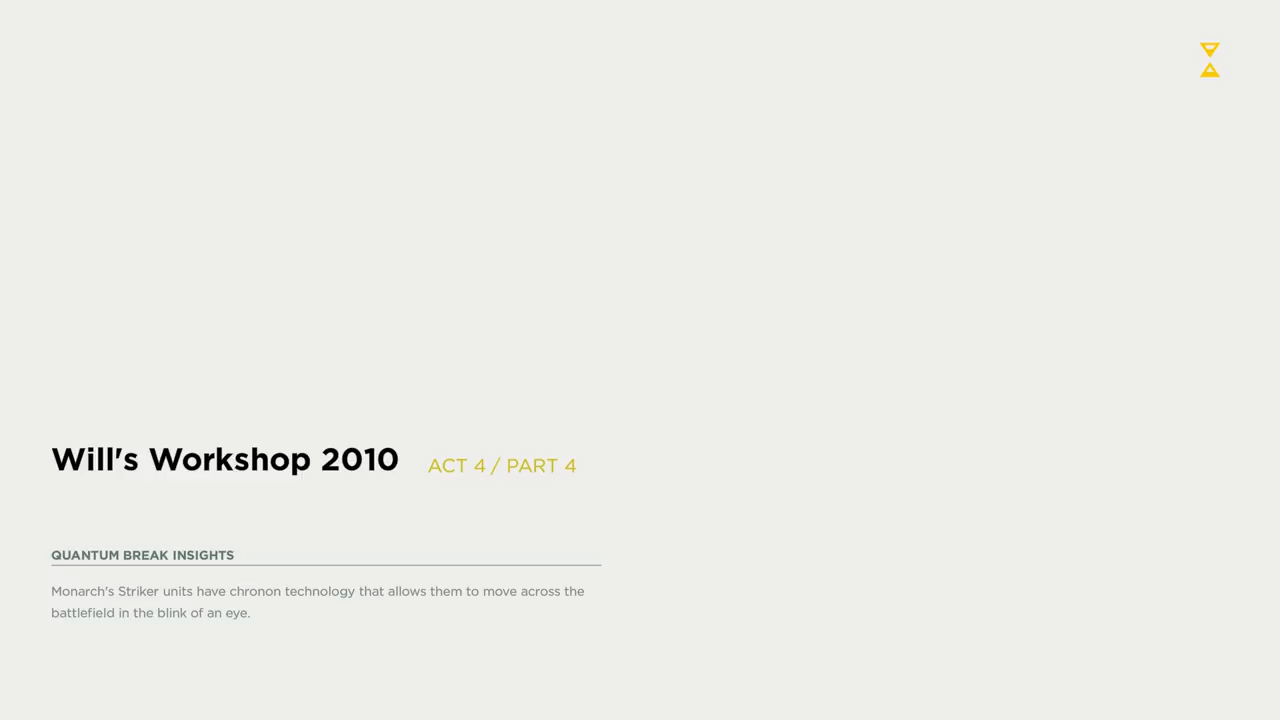 Will's Workshop 2010 ACT 4 / PART 4
QUANTUM BREAK INSIGHTS
Monarch's Striker units have chronon technology that allows them to move across the
battlefield in the blink of an eye.